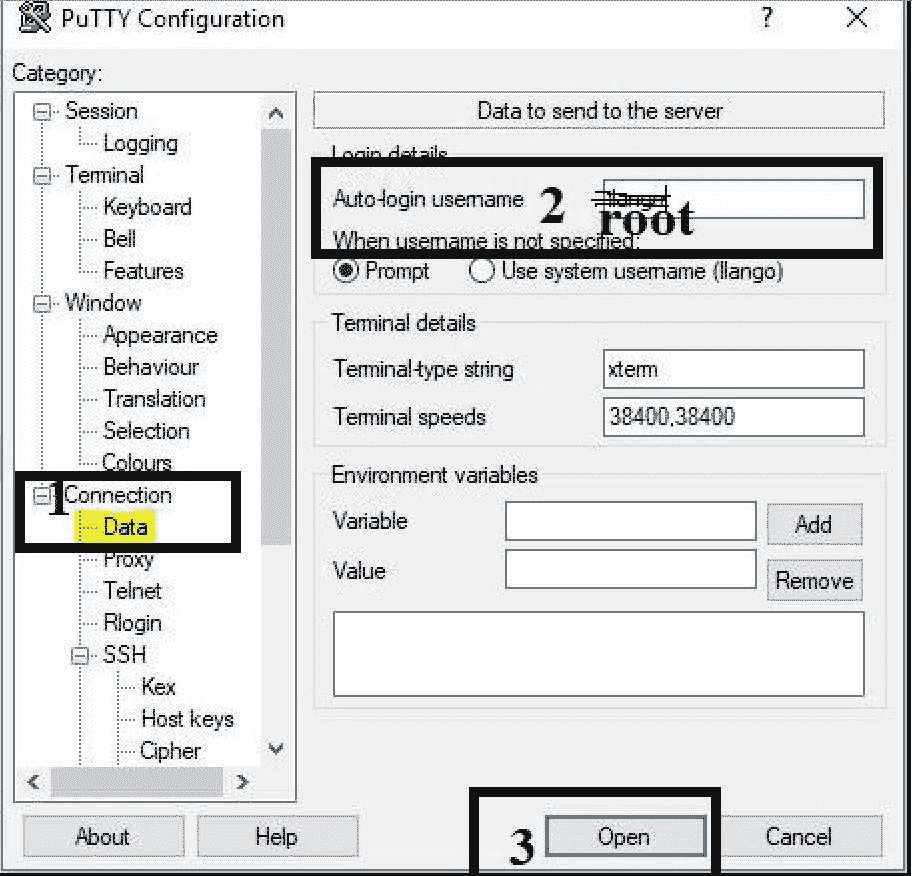 PuTTY Configuration
?
Category:
Session
Logging
Terminal
Keyboard
Bell
Features
Window
Appearance
Behaviour
Translation
Selection
Colours
1
Connection
Data
Proxy
Telnet
Rlogin
SSH
Kex
Host keys
Cipher
Data to send to the server
Login details
Auto-login username 2 root
When username is not specified:
Prompt Use system username (Ilango)
Terminal details
Terminal-type string xterm
Terminal speeds 38400,38400
Environment variables
Variable Add
Value Remove
About Help 3 Open Cancel